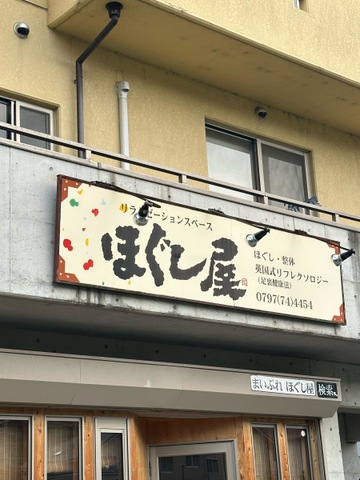 リラクゼーションスペース
ほぐし屋
ほぐし・整体
英国式リフレクソロジー
(足裏健康法)
0797(74)4454
まいぷれ ほぐし屋 検索